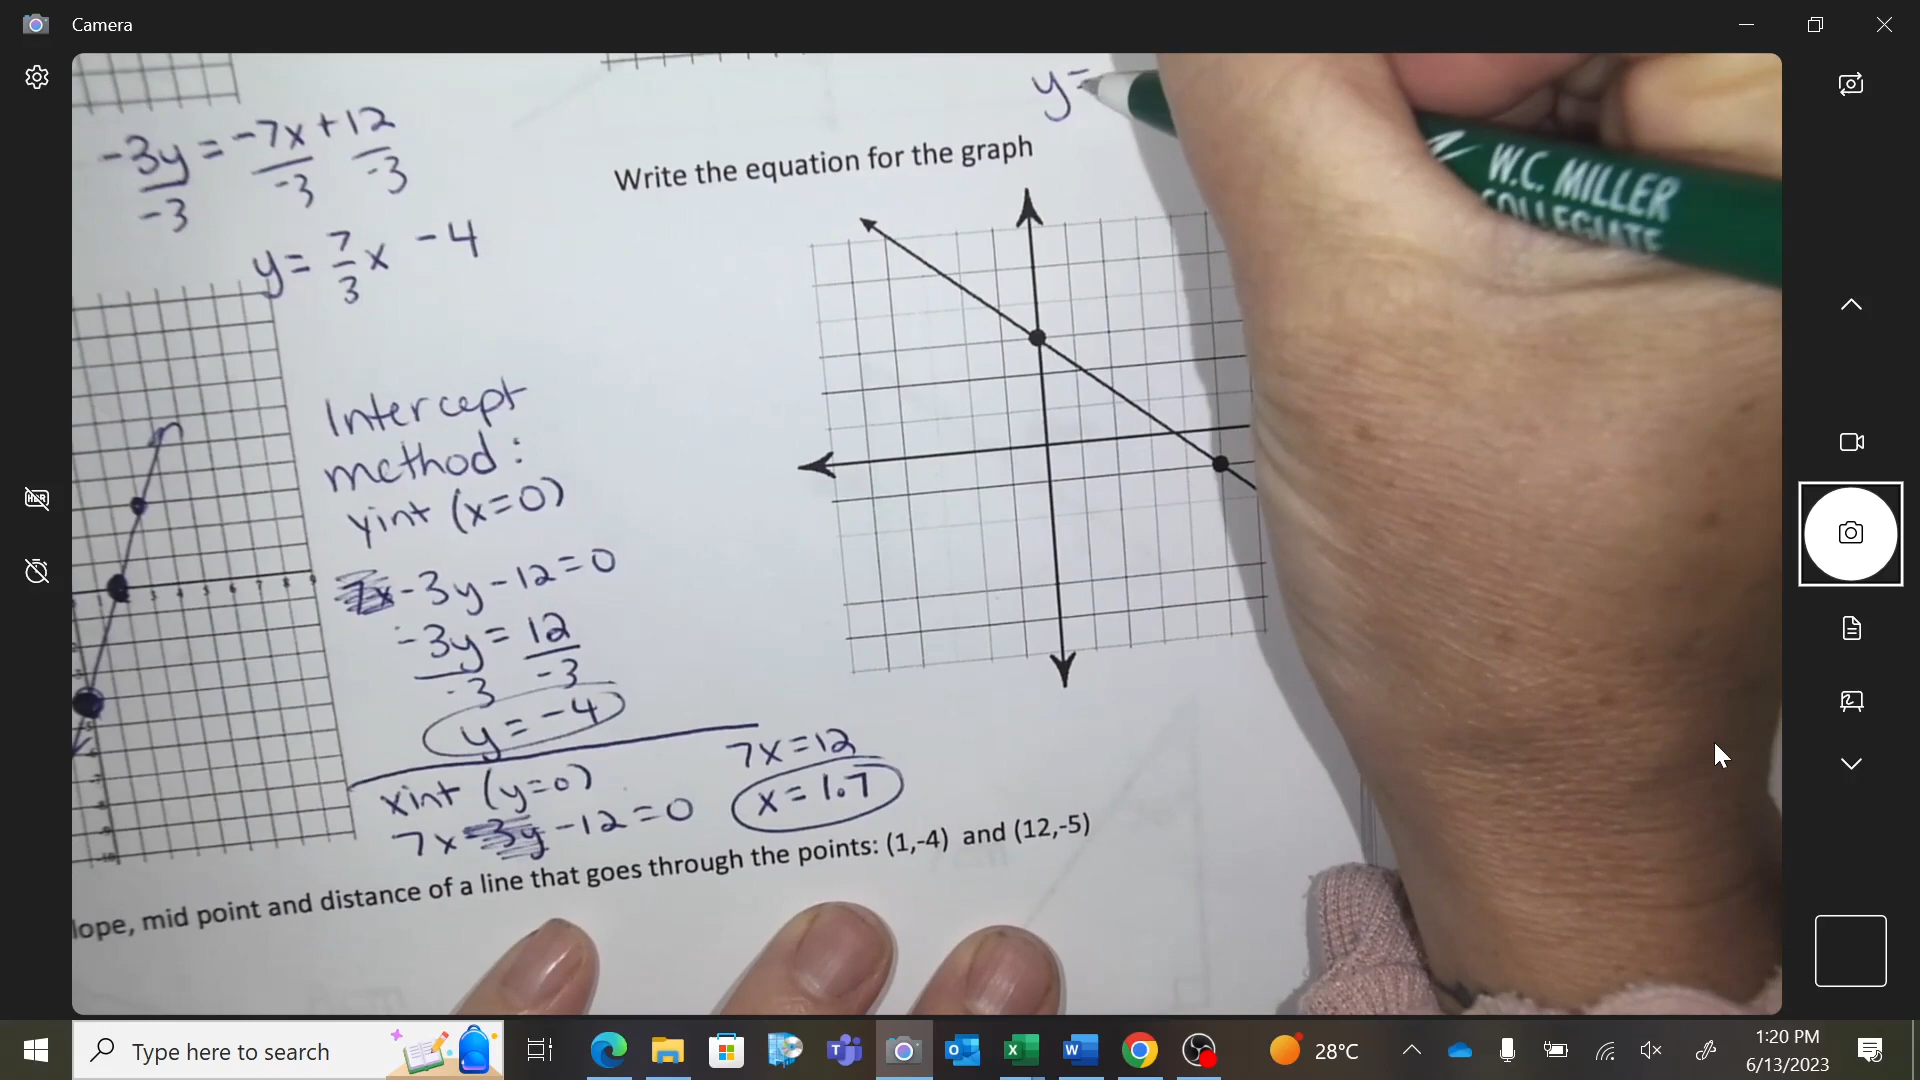 Camera
-3y = -7x + 12
-3 -3 -3
y = 7/3 x - 4
Intercept
method:
yint (x=0)
-3y - 12 = 0
-3y = 12
-3 -3
y = -4
xint (y=0)
7x -3y - 12 = 0
7x = 12
x = 1.7
y=
Write the equation for the graph
W.C. MILLER
COLLEGIATE
lope, mid point and distance of a line that goes through the points: (1,-4) and (12,-5)
Type here to search
28°C
1:20 PM
6/13/2023